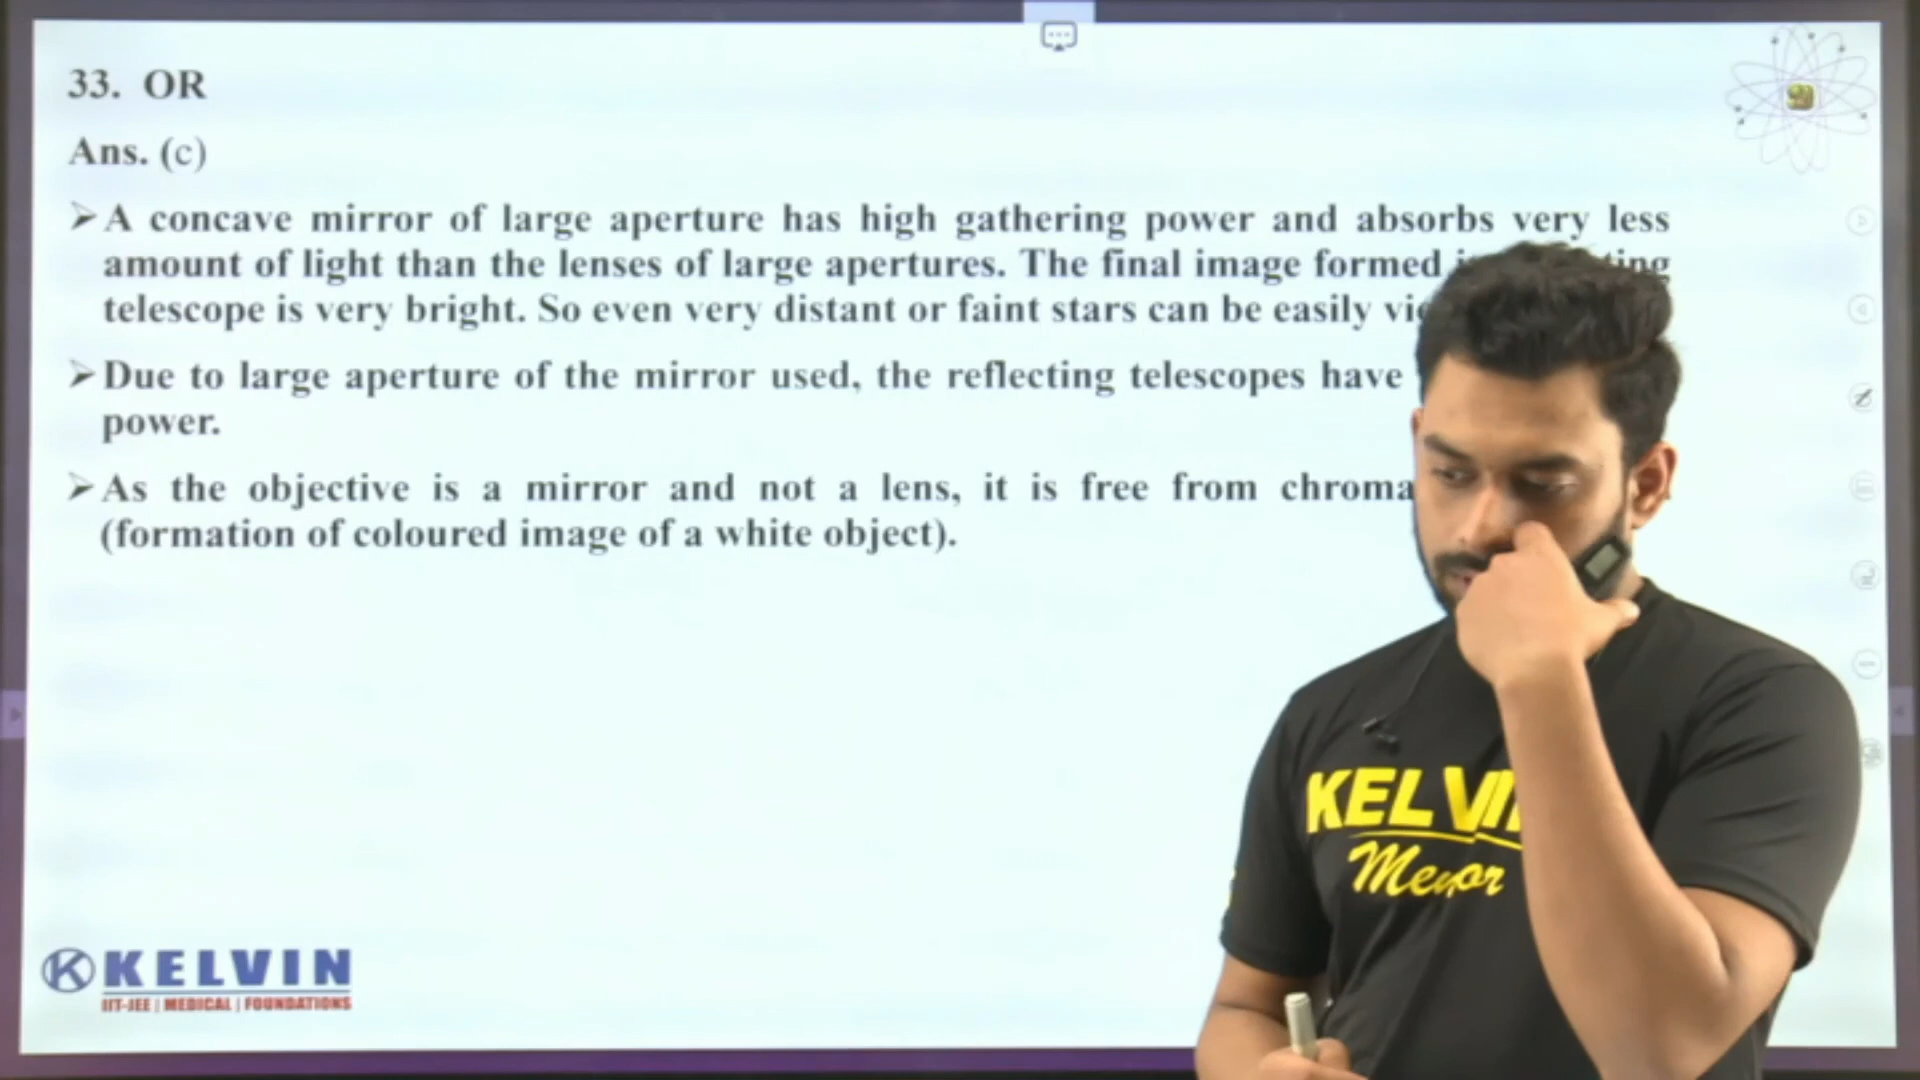 33. OR
Ans. (c)
➢ A concave mirror of large aperture has high gathering power and absorbs very less
amount of light than the lenses of large apertures. The final image formed
telescope is very bright. So even very distant or faint stars can be easily
➢ Due to large aperture of the mirror used, the reflecting telescopes have
power.
➢ As the objective is a mirror and not a lens, it is free from
(formation of coloured image of a white object).
KELVIN
IIT-JEE | MEDICAL | FOUNDATIONS